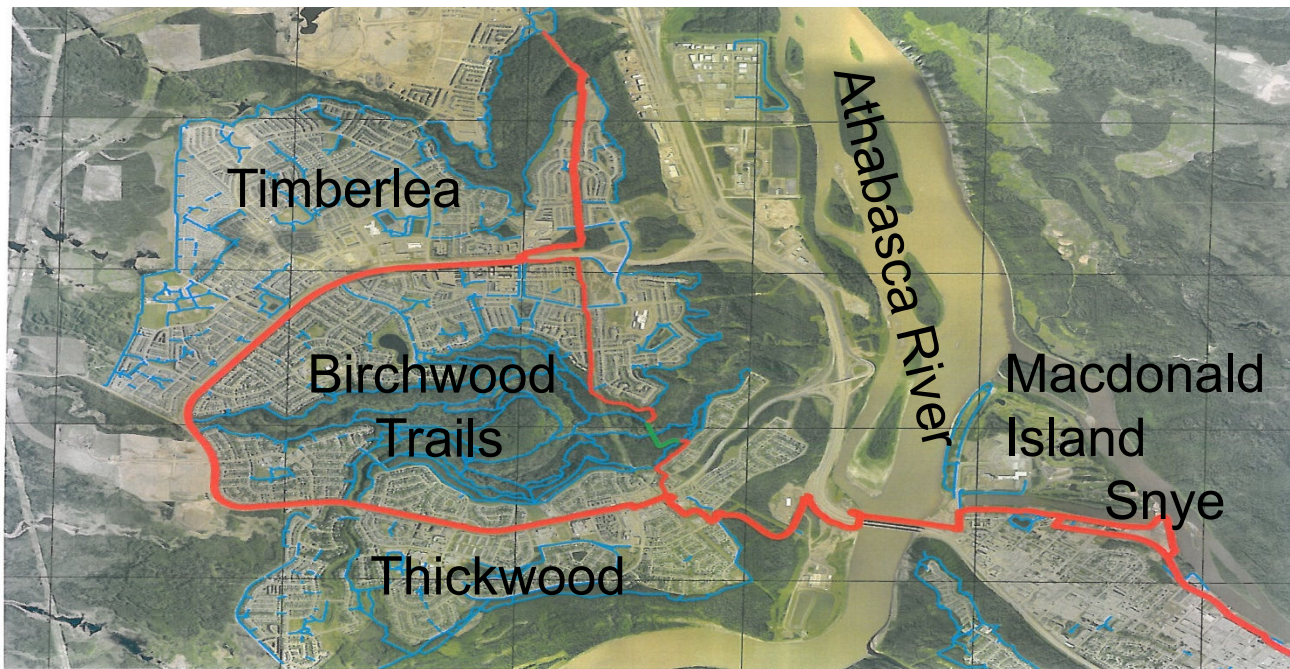 Timberlea
Athabasca River
Birchwood
Trails
Macdonald
Island
Snye
Thickwood